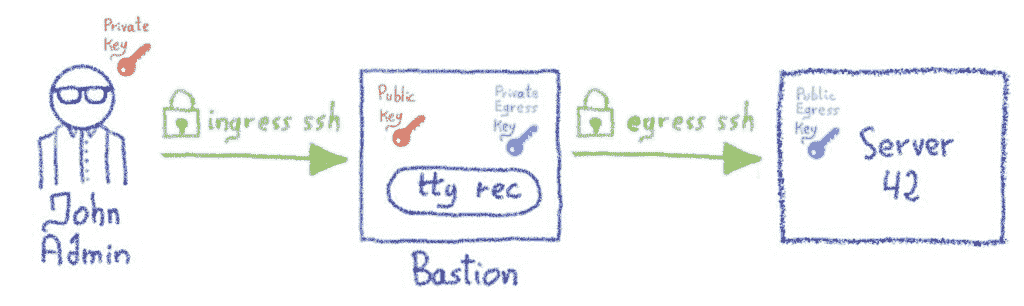 Private
Key
John
Admin
ingress ssh
Public
Key
Private
Egress
Key
tty rec
Bastion
egress ssh
Public
Egress
Key
Server
42